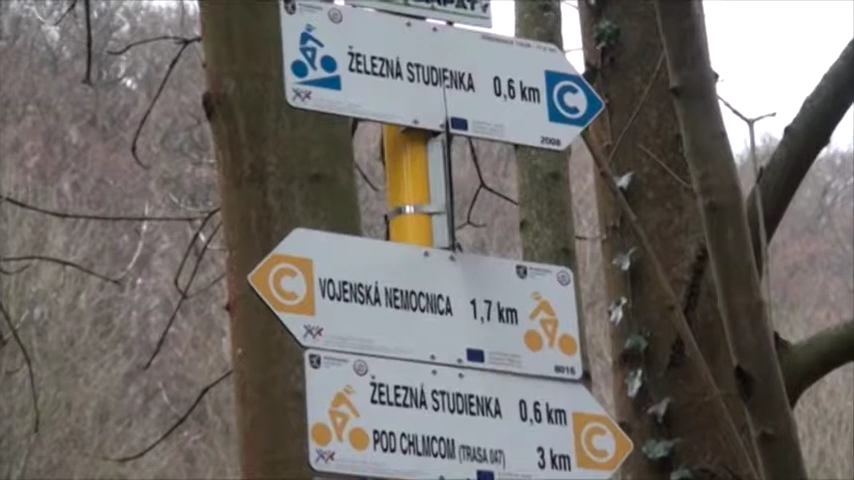 ŽELEZNÁ STUDIENKA 0,6 km C
2008
C VOJENSKÁ NEMOCNICA 1,7 km
8016
ŽELEZNÁ STUDIENKA 0,6 km C
POD CHLMCOM (TRASA 047) 3 km